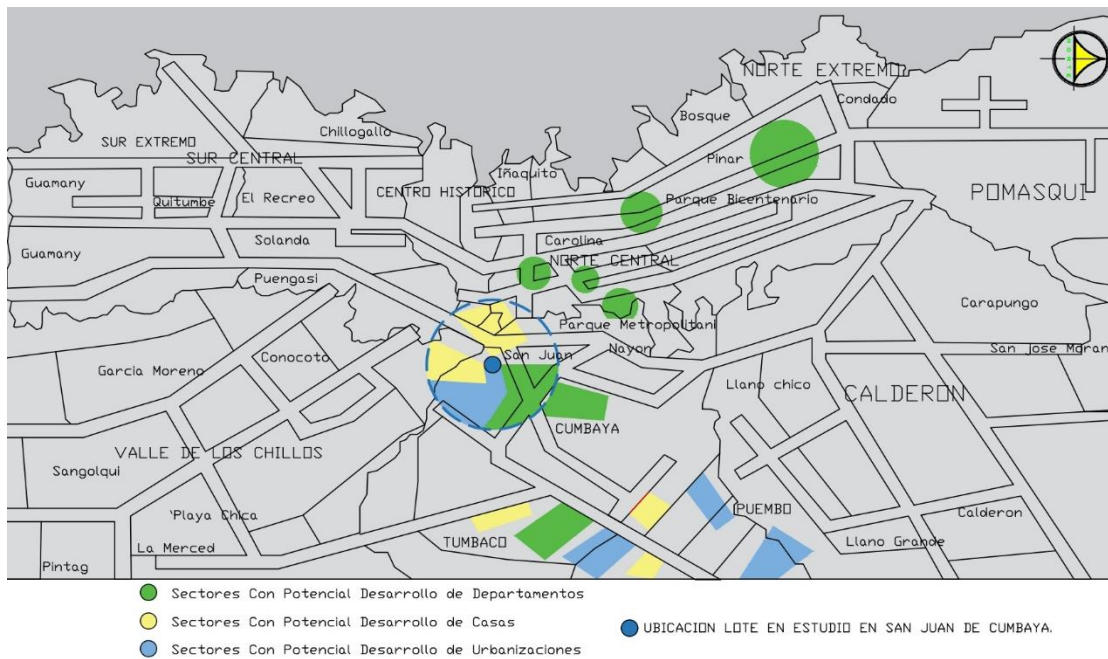 NORTE
NORTE EXTREMO
Condado
Bosque
Chillogallo
SUR EXTREMO
SUR CENTRAL
Pinar
Iñaquito
Guamany
Quitumbe
El Recreo
CENTRO HISTORICO
Parque Bicentenario
POMASQUI
Solanda
Carolina
Guamany
NORTE CENTRAL
Puengasi
Carapungo
Parque Metropolitani
San Juan
Nayon
San jose Moran
Conocoto
Garcia Moreno
Llano chico
CALDERON
CUMBAYA
VALLE DE LOS CHILLOS
Sangolqui
PUEMBO
Playa Chica
Calderon
La Merced
TUMBACO
Llano Grande
Pintag
Sectores Con Potencial Desarrollo de Departamentos
Sectores Con Potencial Desarrollo de Casas
UBICACION LOTE EN ESTUDIO EN SAN JUAN DE CUMBAYA.
Sectores Con Potencial Desarrollo de Urbanizaciones